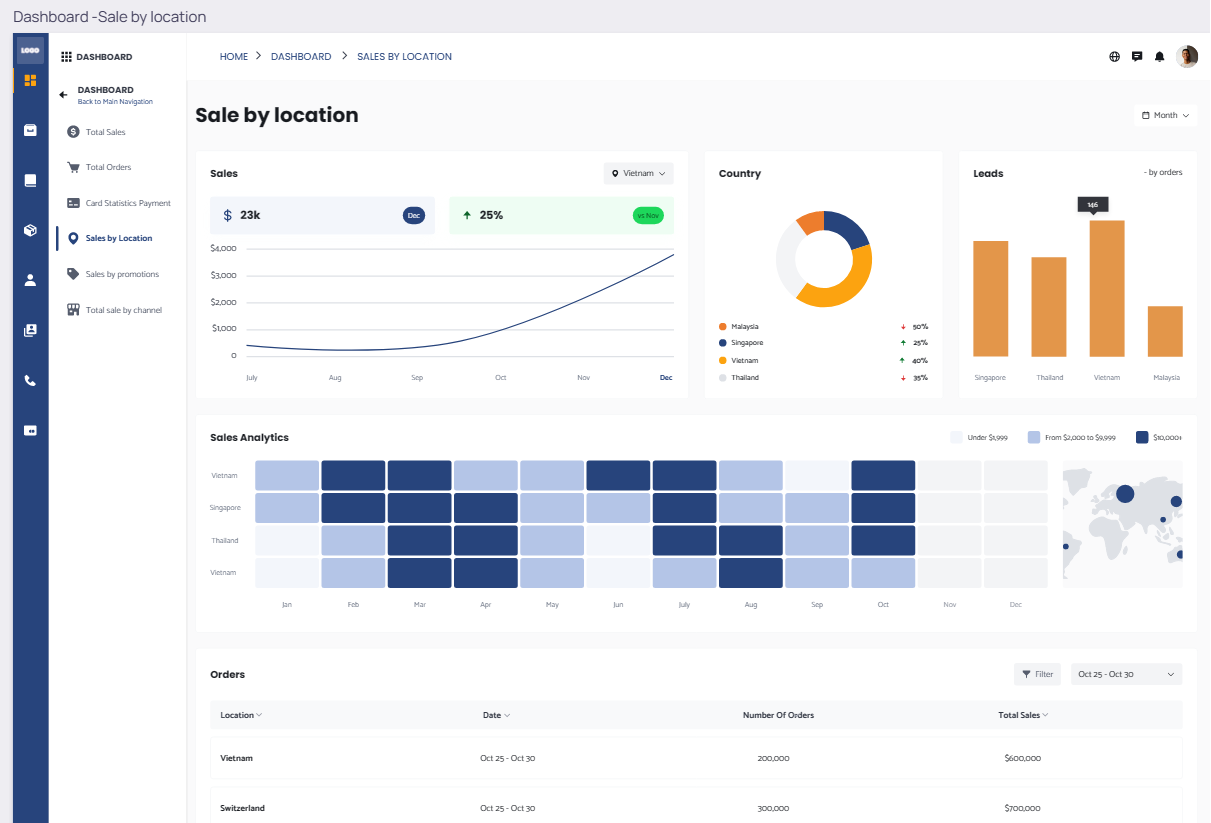 Dashboard -Sale by location
LOGO
DASHBOARD
HOME > DASHBOARD > SALES BY LOCATION
DASHBOARD
Back to Main Navigation
Total Sales
Total Orders
Card Statistics Payment
Sales by Location
Sales by promotions
Total sale by channel
Sale by location
Month
Sales
Vietnam
$ 23k
Dec
25%
vs Nov
$4,000
$3,000
$2,000
$1,000
0
July Aug Sep Oct Nov Dec
Country
Malaysia 50%
Singapore 25%
Vietnam 40%
Thailand 35%
Leads
- by orders
146
Singapore Thailand Vietnam Malaysia
Sales Analytics
Under $1,999 From $2,000 to $9,999 $10,000+
Vietnam
Singapore
Thailand
Vietnam
Jan Feb Mar Apr May Jun July Aug Sep Oct Nov Dec
Orders
Filter
Oct 25 - Oct 30
Location Date Number Of Orders Total Sales
Vietnam Oct 25 - Oct 30 200,000 $600,000
Switzerland Oct 25 - Oct 30 300,000 $700,000